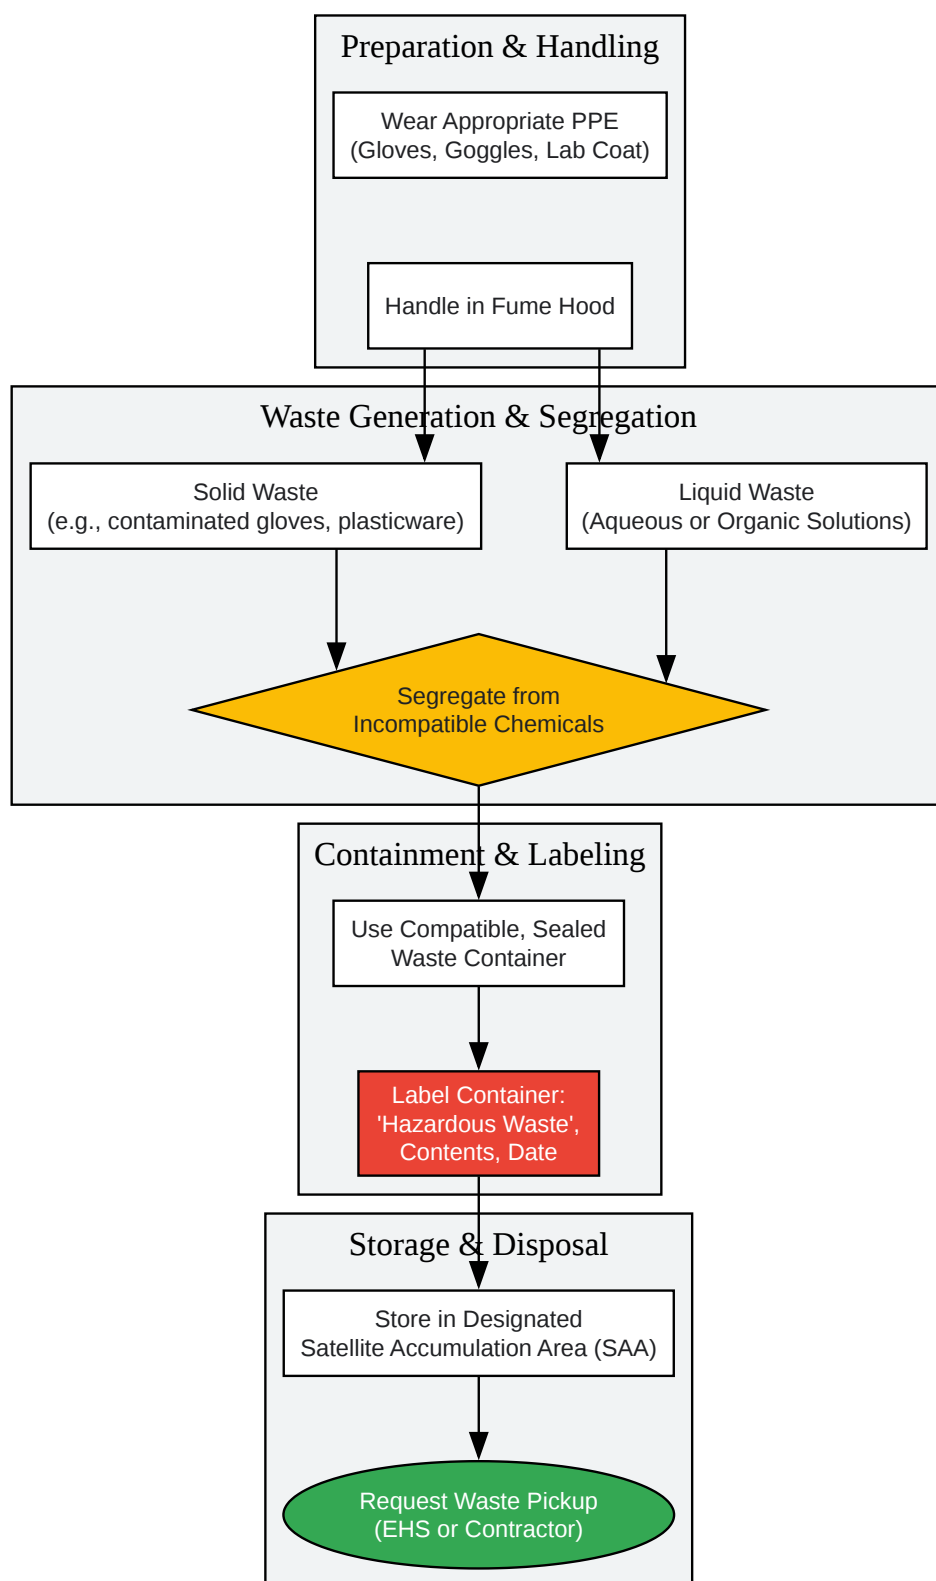 Preparation & Handling
Wear Appropriate PPE
(Gloves, Goggles, Lab Coat)
Handle in Fume Hood
Waste Generation & Segregation
Solid Waste
(e.g., contaminated gloves, plasticware)
Liquid Waste
(Aqueous or Organic Solutions)
Segregate from
Incompatible Chemicals
Containment & Labeling
Use Compatible, Sealed
Waste Container
Label Container:
'Hazardous Waste',
Contents, Date
Storage & Disposal
Store in Designated
Satellite Accumulation Area (SAA)
Request Waste Pickup
(EHS or Contractor)